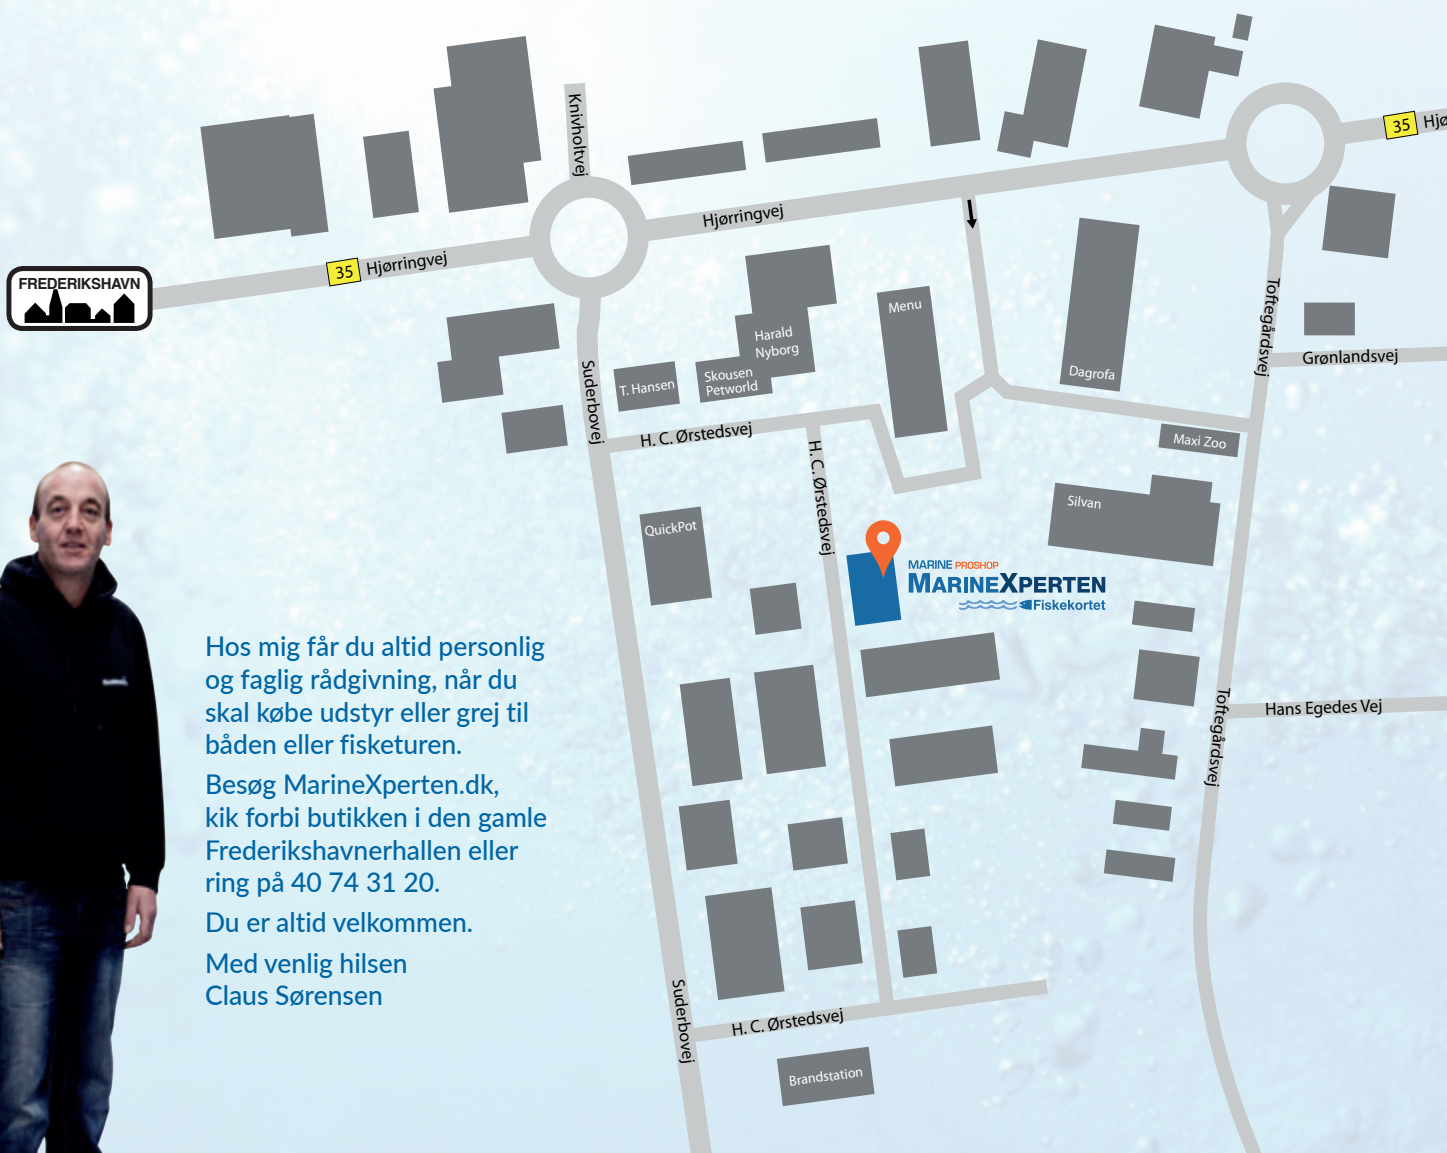 Knivholtvej
35 Hjø
Hjørringvej
35 Hjørringvej
FREDERIKSHAVN
Menu
Harald
Nyborg
Toftegårdsvej
Grønlandsvej
Suderbovej
T. Hansen
Skousen
Petworld
Dagrofa
H. C. Ørstedsvej
Maxi Zoo
H. C. Ørstedsvej
Silvan
QuickPot
MARINE PROSHOP
MARINEXPERTEN
Fiskekortet
Hos mig får du altid personlig
og faglig rådgivning, når du
skal købe udstyr eller grej til
båden eller fisketuren.
Besøg MarineXperten.dk,
kik forbi butikken i den gamle
Frederikshavnerhallen eller
ring på 40 74 31 20.
Du er altid velkommen.
Med venlig hilsen
Claus Sørensen
Hans Egedes Vej
Toftegårdsvej
Suderbovej
H. C. Ørstedsvej
Brandstation